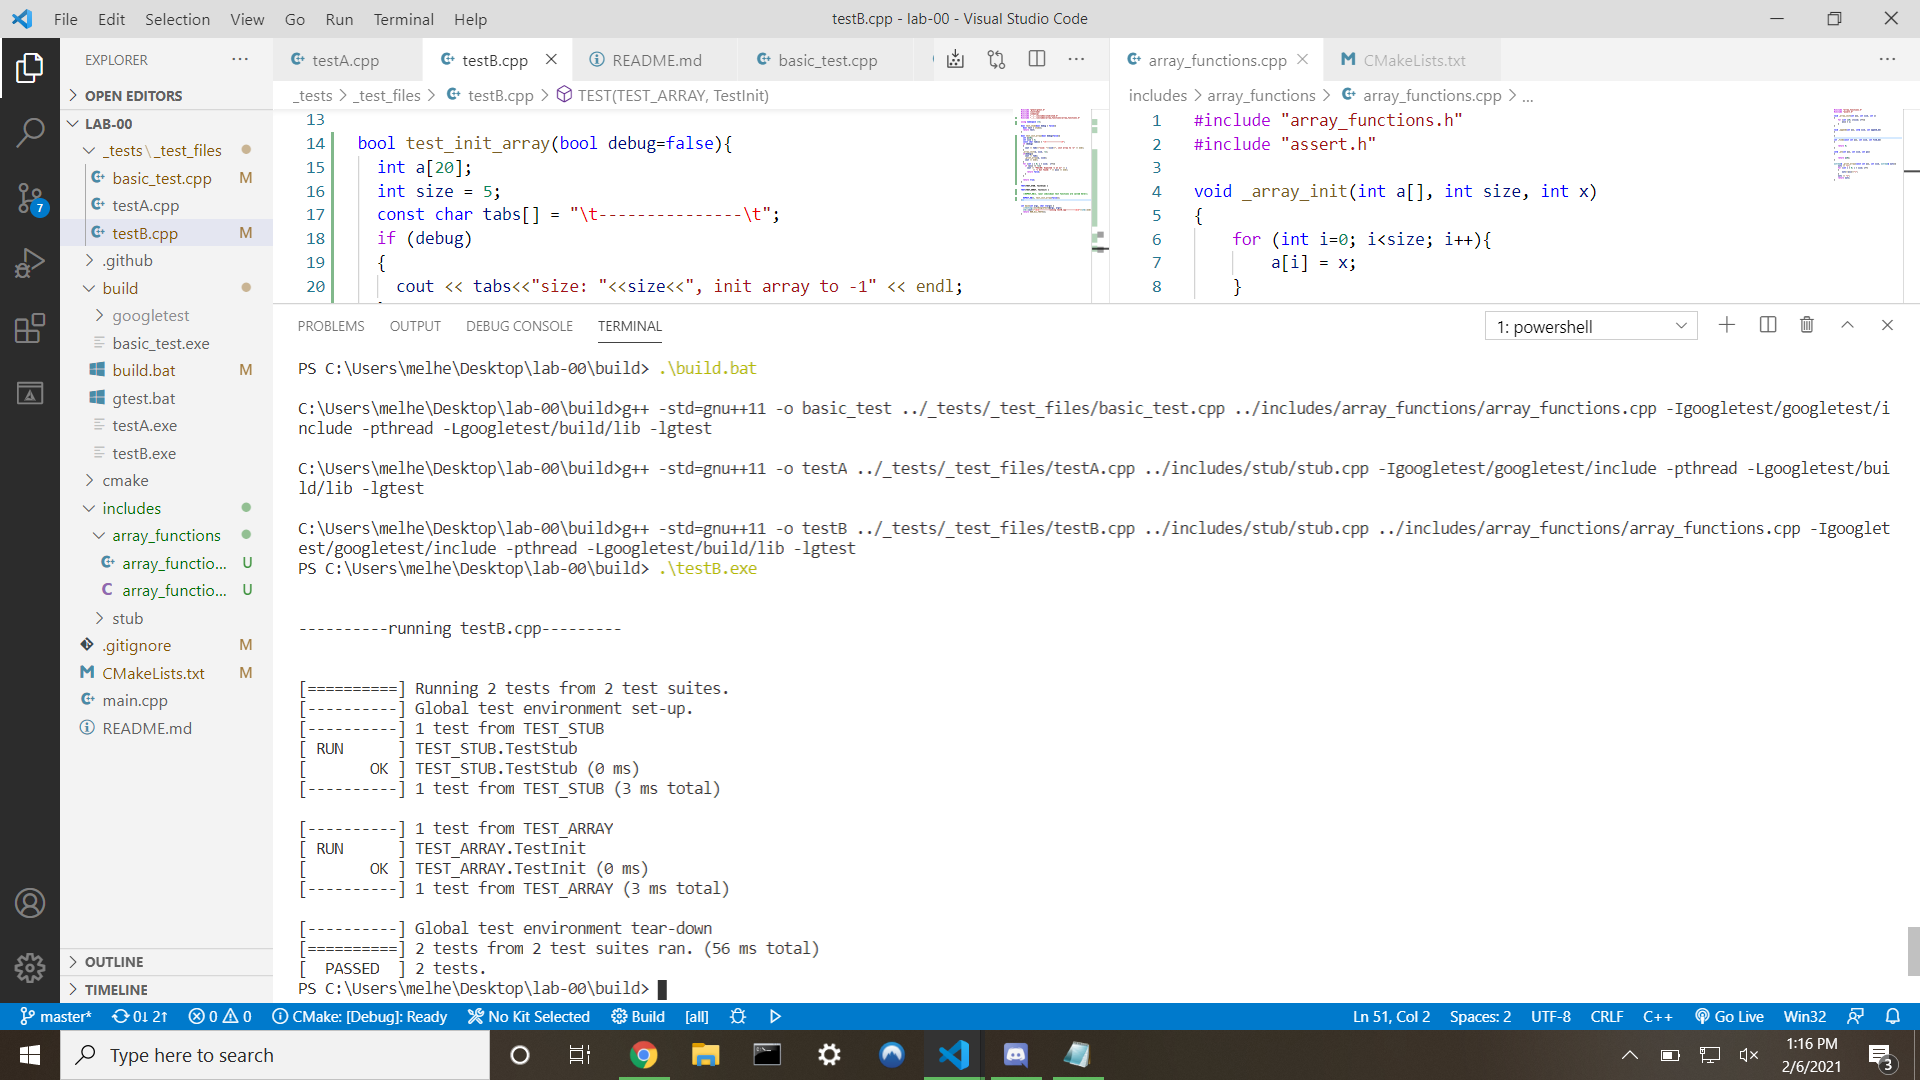 File Edit Selection View Go Run Terminal Help
testB.cpp - lab-00 - Visual Studio Code
EXPLORER
OPEN EDITORS
LAB-00
_tests\_test_files
basic_test.cpp M
testA.cpp
testB.cpp M
.github
build
googletest
basic_test.exe
build.bat M
gtest.bat
testA.exe
testB.exe
cmake
includes
array_functions
array_functio... U
array_functio... U
stub
.gitignore M
CMakeLists.txt M
main.cpp
README.md
OUTLINE
TIMELINE
7
testA.cpp testB.cpp README.md basic_test.cpp
_tests > _test_files > testB.cpp > TEST(TEST_ARRAY, TestInit)
13
14 bool test_init_array(bool debug=false){
15 int a[20];
16 int size = 5;
17 const char tabs[] = "\t---------------\t";
18 if (debug)
19 {
20 cout << tabs<<"size: "<<size<<", init array to -1" << endl;
array_functions.cpp CMakeLists.txt
includes > array_functions > array_functions.cpp > ...
1 #include "array_functions.h"
2 #include "assert.h"
3
4 void _array_init(int a[], int size, int x)
5 {
6 for (int i=0; i<size; i++){
7 a[i] = x;
8 }
PROBLEMS OUTPUT DEBUG CONSOLE TERMINAL
1: powershell
PS C:\Users\melhe\Desktop\lab-00\build> .\build.bat
C:\Users\melhe\Desktop\lab-00\build>g++ -std=gnu++11 -o basic_test ../_tests/_test_files/basic_test.cpp ../includes/array_functions/array_functions.cpp -Igoogletest/googletest/i
nclude -pthread -Lgoogletest/build/lib -lgtest
C:\Users\melhe\Desktop\lab-00\build>g++ -std=gnu++11 -o testA ../_tests/_test_files/testA.cpp ../includes/stub/stub.cpp -Igoogletest/googletest/include -pthread -Lgoogletest/bui
ld/lib -lgtest
C:\Users\melhe\Desktop\lab-00\build>g++ -std=gnu++11 -o testB ../_tests/_test_files/testB.cpp ../includes/stub/stub.cpp ../includes/array_functions/array_functions.cpp -Igooglet
est/googletest/include -pthread -Lgoogletest/build/lib -lgtest
PS C:\Users\melhe\Desktop\lab-00\build> .\testB.exe
----------running testB.cpp---------
[==========] Running 2 tests from 2 test suites.
[----------] Global test environment set-up.
[----------] 1 test from TEST_STUB
[ RUN      ] TEST_STUB.TestStub
[       OK ] TEST_STUB.TestStub (0 ms)
[----------] 1 test from TEST_STUB (3 ms total)
[----------] 1 test from TEST_ARRAY
[ RUN      ] TEST_ARRAY.TestInit
[       OK ] TEST_ARRAY.TestInit (0 ms)
[----------] 1 test from TEST_ARRAY (3 ms total)
[----------] Global test environment tear-down
[==========] 2 tests from 2 test suites ran. (56 ms total)
[  PASSED  ] 2 tests.
PS C:\Users\melhe\Desktop\lab-00\build>
master* 0↓ 2↑ 0 0 CMake: [Debug]: Ready No Kit Selected Build [all]
Ln 51, Col 2 Spaces: 2 UTF-8 CRLF C++ Go Live Win32
Type here to search
1:16 PM
2/6/2021
3